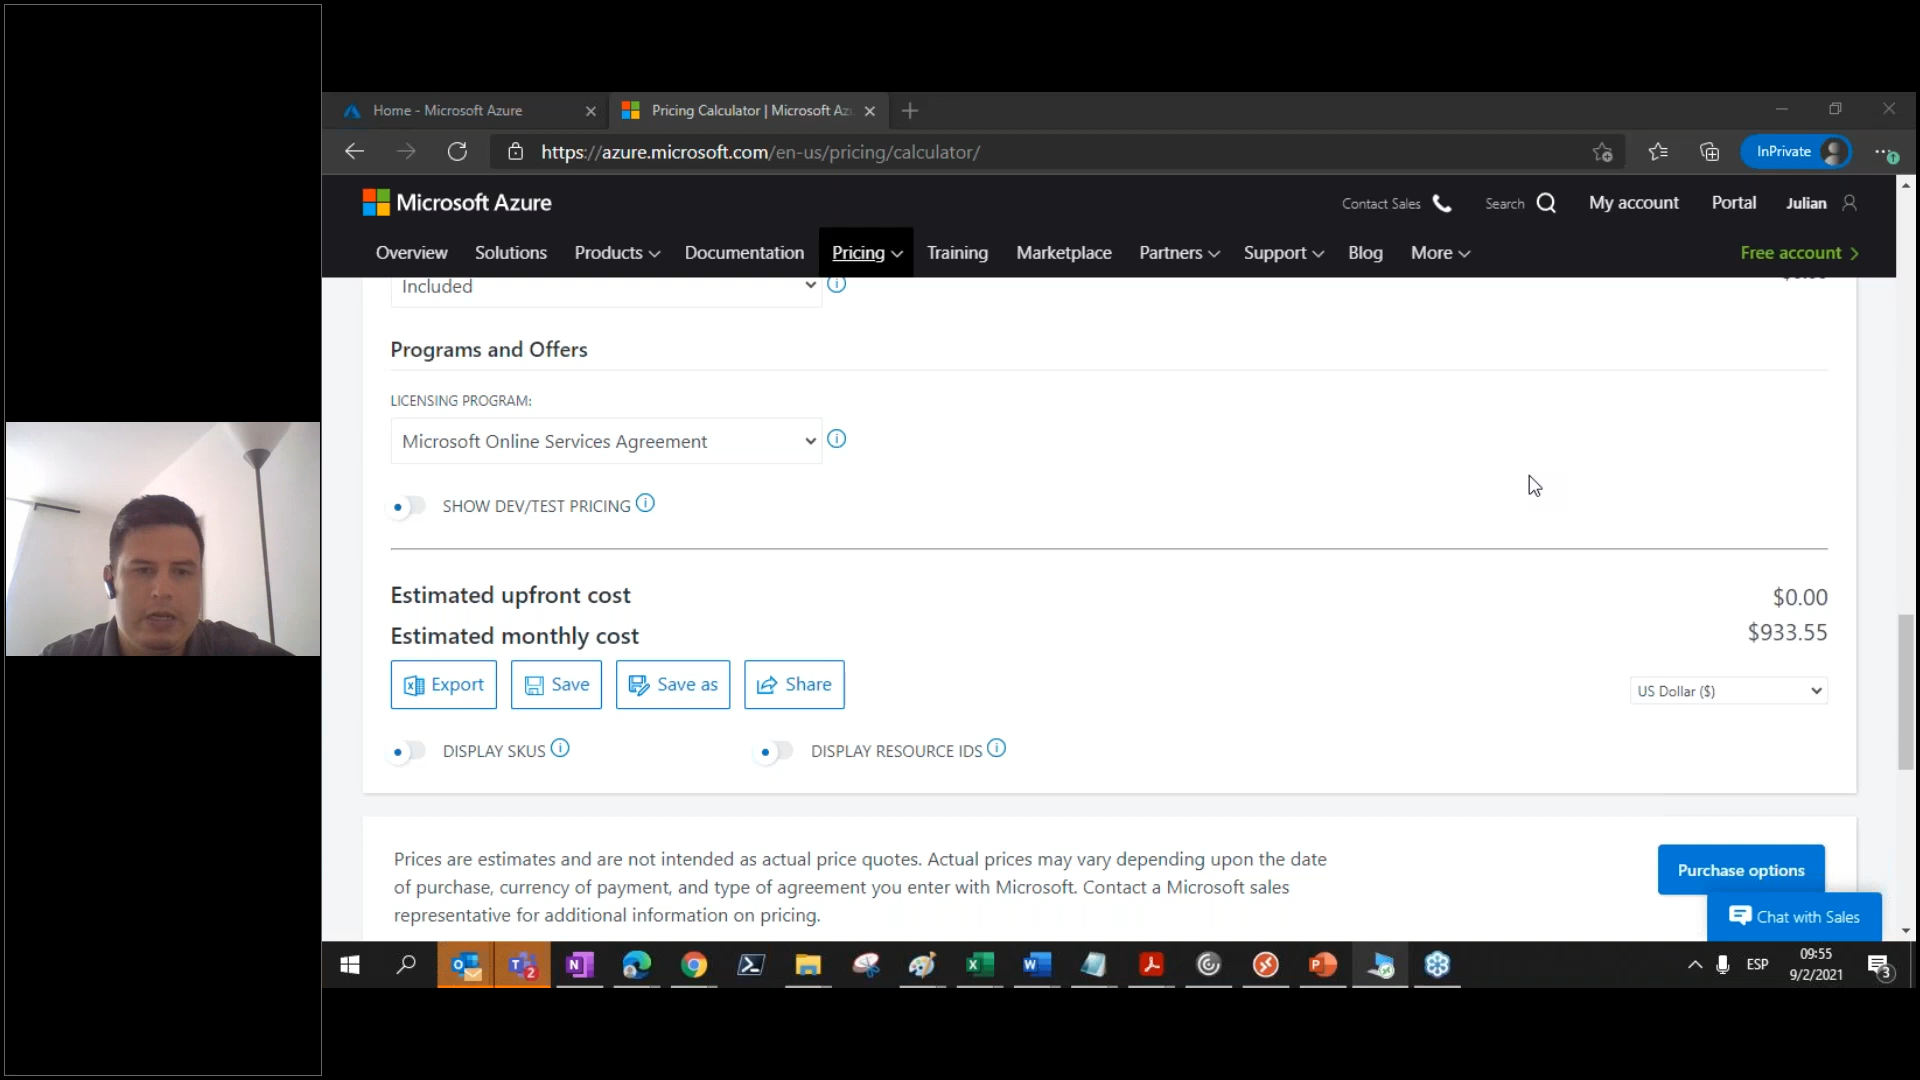 Home - Microsoft Azure
Pricing Calculator | Microsoft Az
https://azure.microsoft.com/en-us/pricing/calculator/
InPrivate
Microsoft Azure
Contact Sales
Search
My account
Portal
Julian
Overview
Solutions
Products
Documentation
Pricing
Training
Marketplace
Partners
Support
Blog
More
Free account
Included
Programs and Offers
LICENSING PROGRAM:
Microsoft Online Services Agreement
SHOW DEV/TEST PRICING
Estimated upfront cost
$0.00
Estimated monthly cost
$933.55
Export
Save
Save as
Share
US Dollar ($)
DISPLAY SKUS
DISPLAY RESOURCE IDS
Prices are estimates and are not intended as actual price quotes. Actual prices may vary depending upon the date
of purchase, currency of payment, and type of agreement you enter with Microsoft. Contact a Microsoft sales
representative for additional information on pricing.
Purchase options
Chat with Sales
ESP
09:55
9/2/2021
3